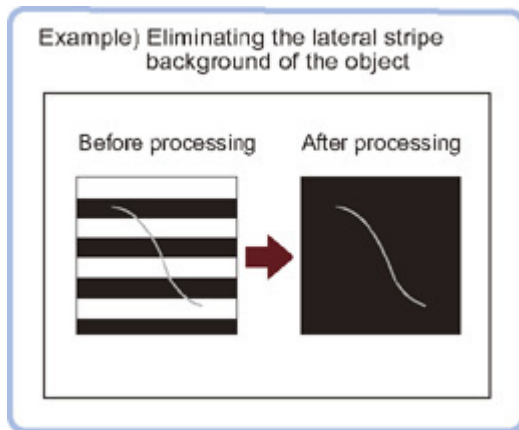 Example) Eliminating the lateral stripe
background of the object
Before processing
After processing